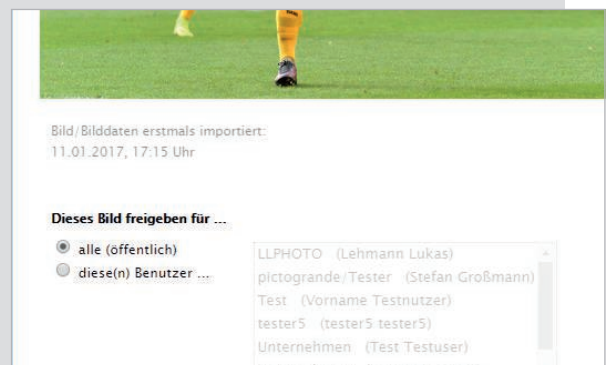 Bild/Bilddaten erstmals importiert:
11.01.2017, 17:15 Uhr
Dieses Bild freigeben für ...
alle (öffentlich)
diese(n) Benutzer ...
LLPHOTO (Lehmann Lukas)
pictogrande/Tester (Stefan Großmann)
Test (Vorname Testnutzer)
tester5 (tester5 tester5)
Unternehmen (Test Testuser)